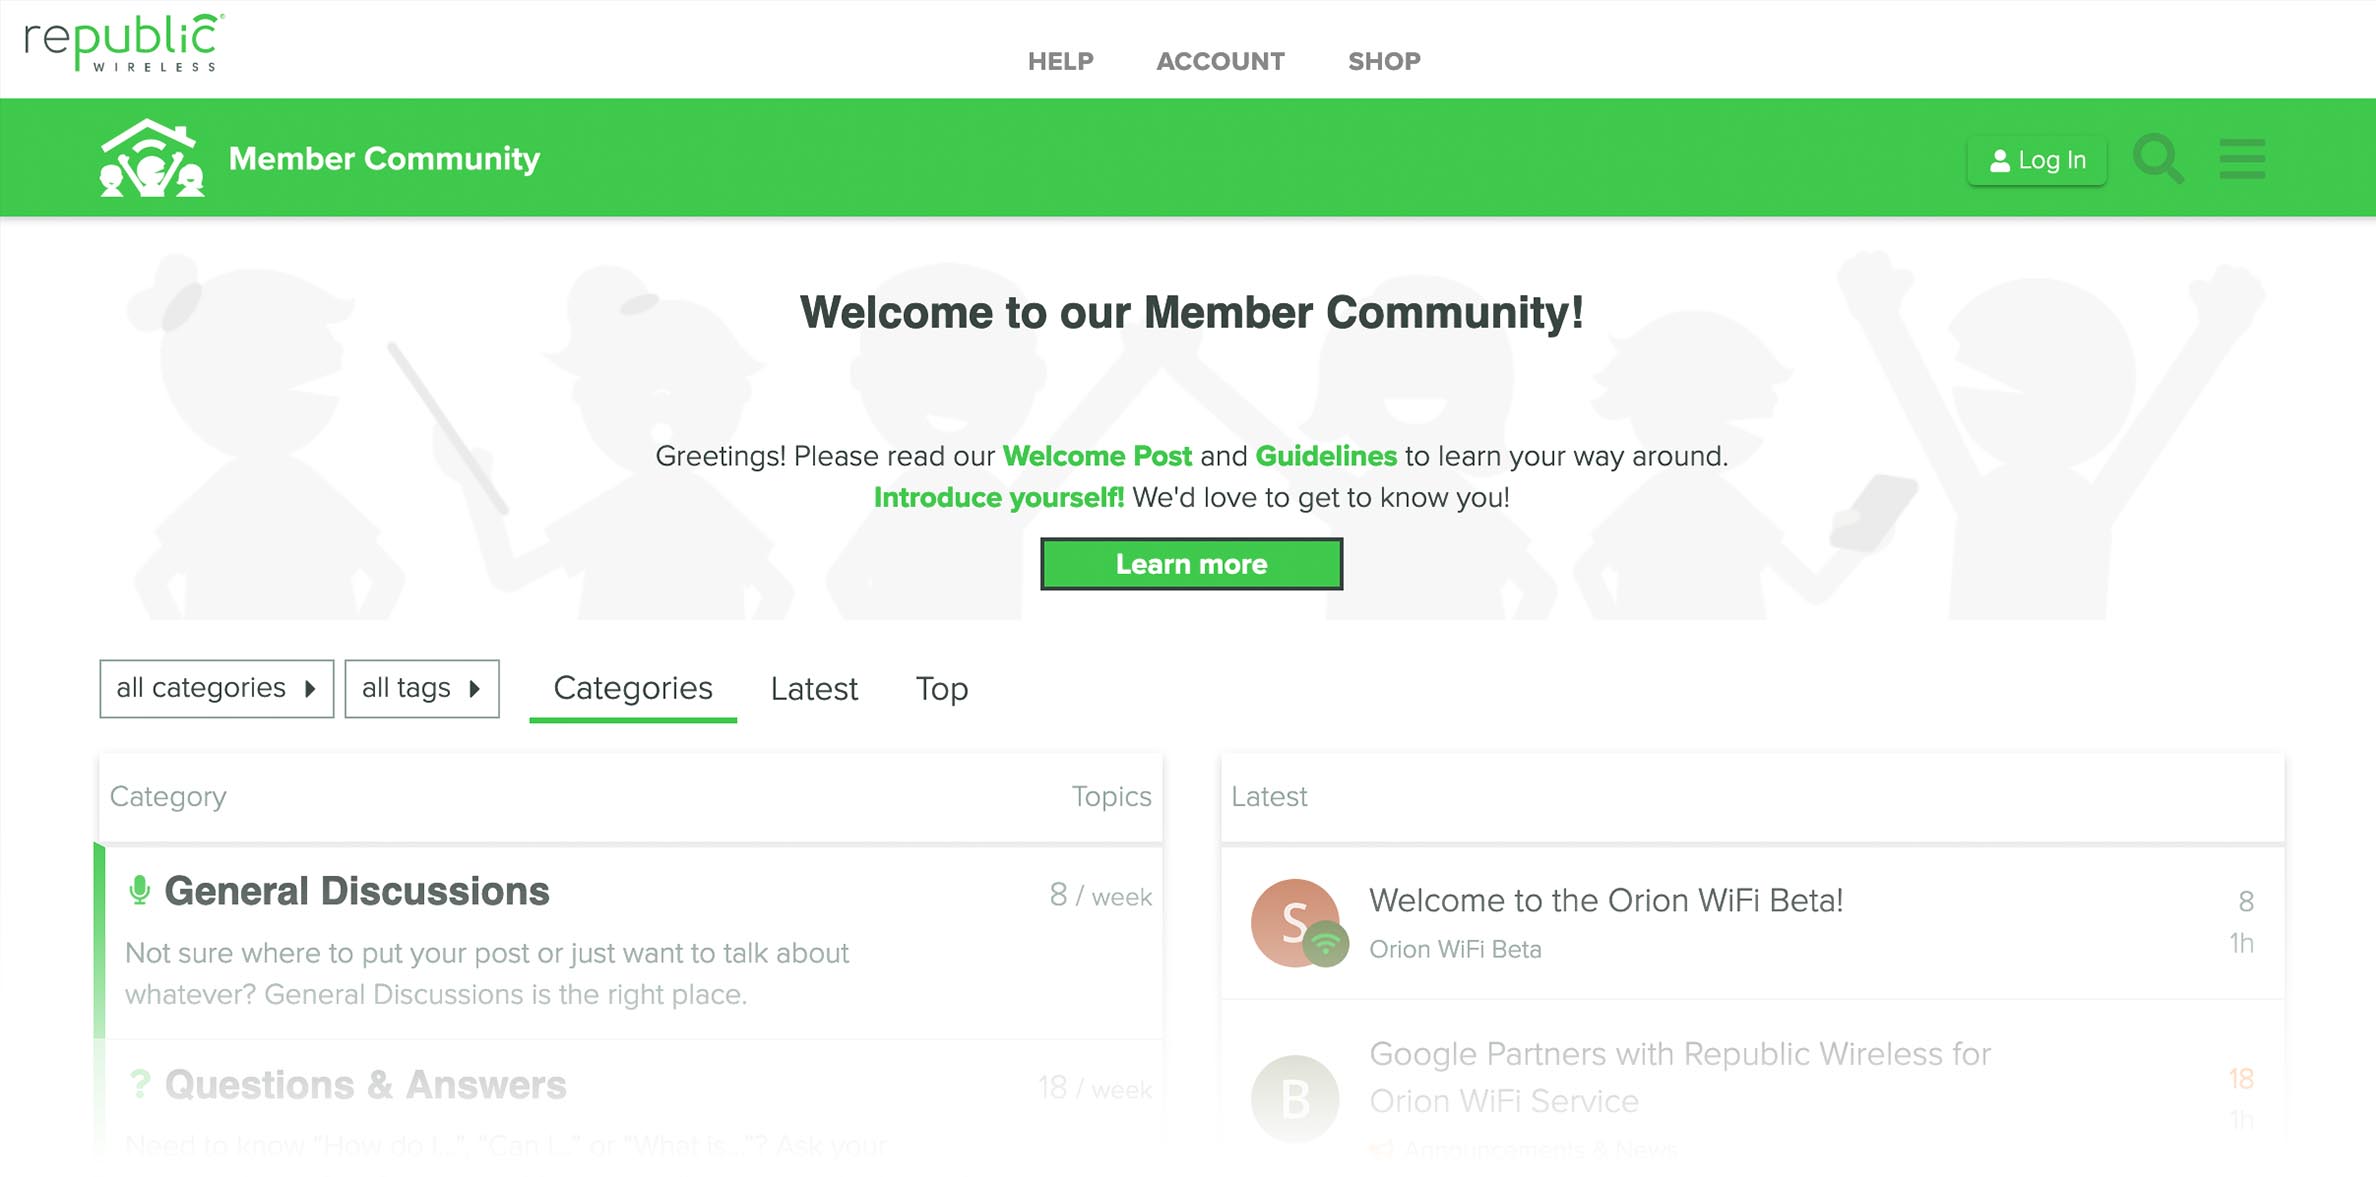 republic
WIRELESS
HELP ACCOUNT SHOP
Member Community
Log In
Welcome to our Member Community!
Greetings! Please read our Welcome Post and Guidelines to learn your way around.
Introduce yourself! We'd love to get to know you!
Learn more
all categories
all tags
Categories Latest Top
Category Topics
General Discussions
8 / week
Not sure where to put your post or just want to talk about
whatever? General Discussions is the right place.
? Questions & Answers
18 / week
Need to know "How do I...", "Can I..." or "What is..."? Ask your
Latest
S
Welcome to the Orion WiFi Beta!
8
Orion WiFi Beta
1h
B
Google Partners with Republic Wireless for
Orion WiFi Service
18
1h
Announcements & News